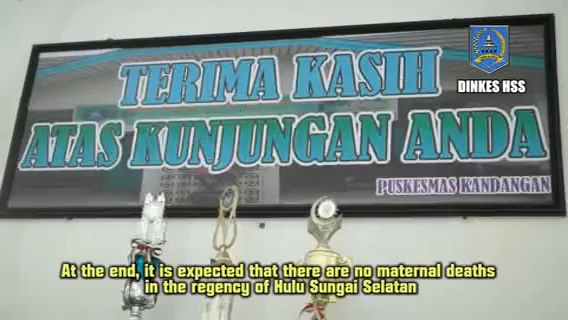 DINKES HSS
TERIMA KASIH
ATAS KUNJUNGAN ANDA
PUSKESMAS KANDANGAN
At the end, it is expected that there are no maternal deaths
in the regency of Hulu Sungai Selatan